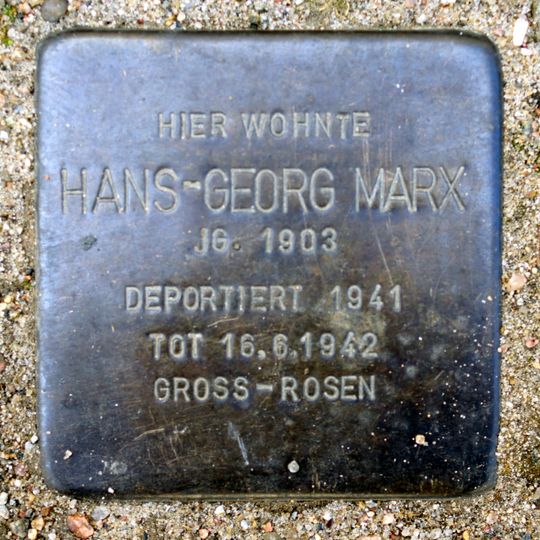 HIER WOHNTE
HANS-GEORG MARX
JG. 1903
DEPORTIERT 1941
TOT 16.6.1942
GROSS-ROSEN